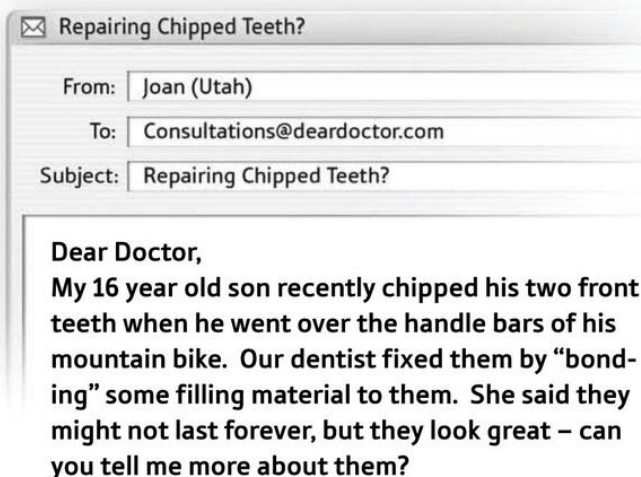 Repairing Chipped Teeth?
From: Joan (Utah)
To: Consultations@deardoctor.com
Subject: Repairing Chipped Teeth?
Dear Doctor,
My 16 year old son recently chipped his two front
teeth when he went over the handle bars of his
mountain bike. Our dentist fixed them by “bond-
ing” some filling material to them. She said they
might not last forever, but they look great – can
you tell me more about them?